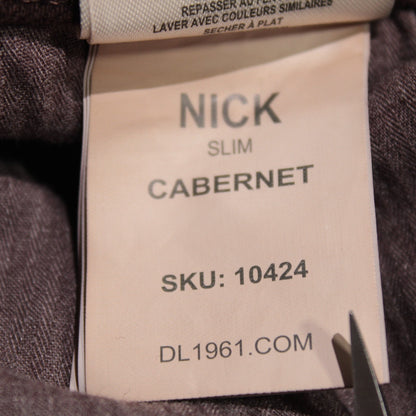 REPASSER AU FER
LAVER AVEC COULEURS SIMILAIRES
SECHER À PLAT
NICK
SLIM
CABERNET
SKU: 10424
DL1961.COM